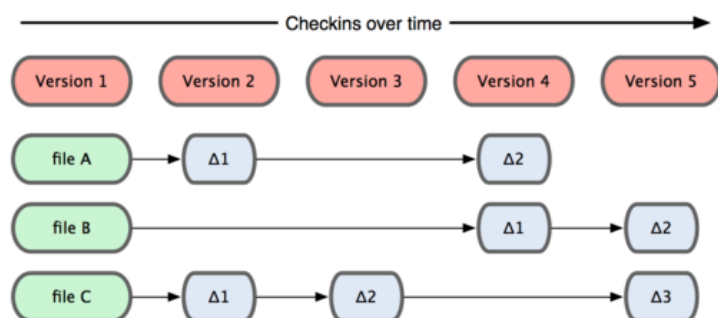 Checkins over time
Version 1 Version 2 Version 3 Version 4 Version 5
file A Δ1 Δ2
file B Δ1 Δ2
file C Δ1 Δ2 Δ3